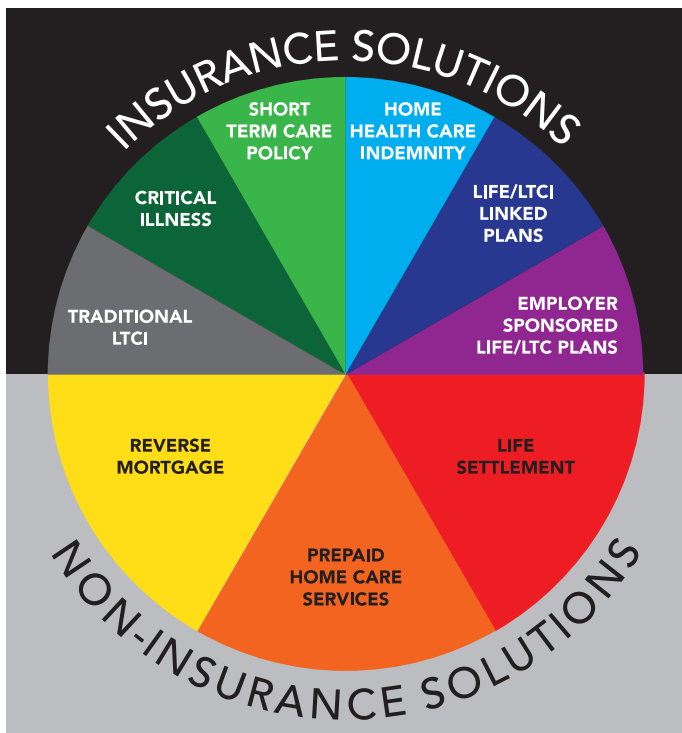 INSURANCE SOLUTIONS
SHORT
TERM CARE
POLICY
HOME
HEALTH CARE
INDEMNITY
CRITICAL
ILLNESS
LIFE/LTCI
LINKED
PLANS
TRADITIONAL
LTCI
EMPLOYER
SPONSORED
LIFE/LTC PLANS
REVERSE
MORTGAGE
LIFE
SETTLEMENT
PREPAID
HOME CARE
SERVICES
NON-INSURANCE SOLUTIONS